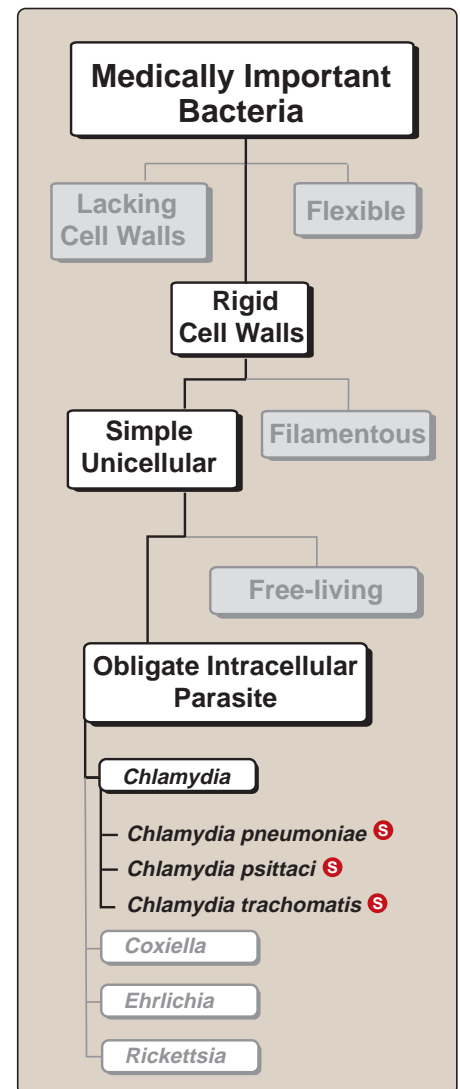 Medically Important
Bacteria
Lacking
Cell Walls
Flexible
Rigid
Cell Walls
Simple
Unicellular
Filamentous
Free-living
Obligate Intracellular
Parasite
Chlamydia
Chlamydia pneumoniae S
Chlamydia psittaci S
Chlamydia trachomatis S
Coxiella
Ehrlichia
Rickettsia